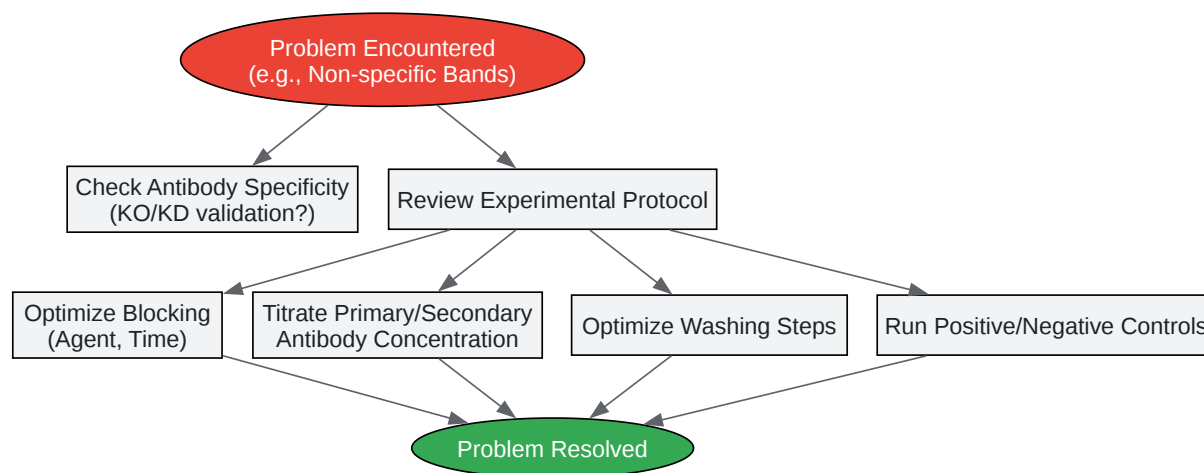 Problem Encountered
(e.g., Non-specific Bands)
Check Antibody Specificity
(KO/KD validation?)
Review Experimental Protocol
Optimize Blocking
(Agent, Time)
Titrate Primary/Secondary
Antibody Concentration
Optimize Washing Steps
Run Positive/Negative Controls
Problem Resolved